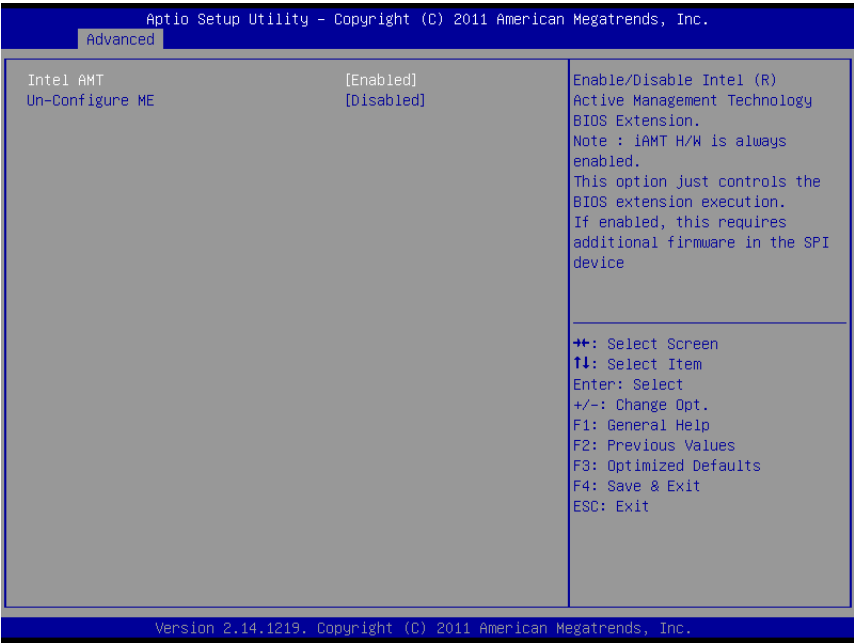 Aptio Setup Utility – Copyright (C) 2011 American Megatrends, Inc.
Advanced
Intel AMT [Enabled]
Un-Configure ME [Disabled]
Enable/Disable Intel (R)
Active Management Technology
BIOS Extension.
Note : iAMT H/W is always
enabled.
This option just controls the
BIOS extension execution.
If enabled, this requires
additional firmware in the SPI
device
→←: Select Screen
↑↓: Select Item
Enter: Select
+/-: Change Opt.
F1: General Help
F2: Previous Values
F3: Optimized Defaults
F4: Save & Exit
ESC: Exit
Version 2.14.1219. Copyright (C) 2011 American Megatrends, Inc.